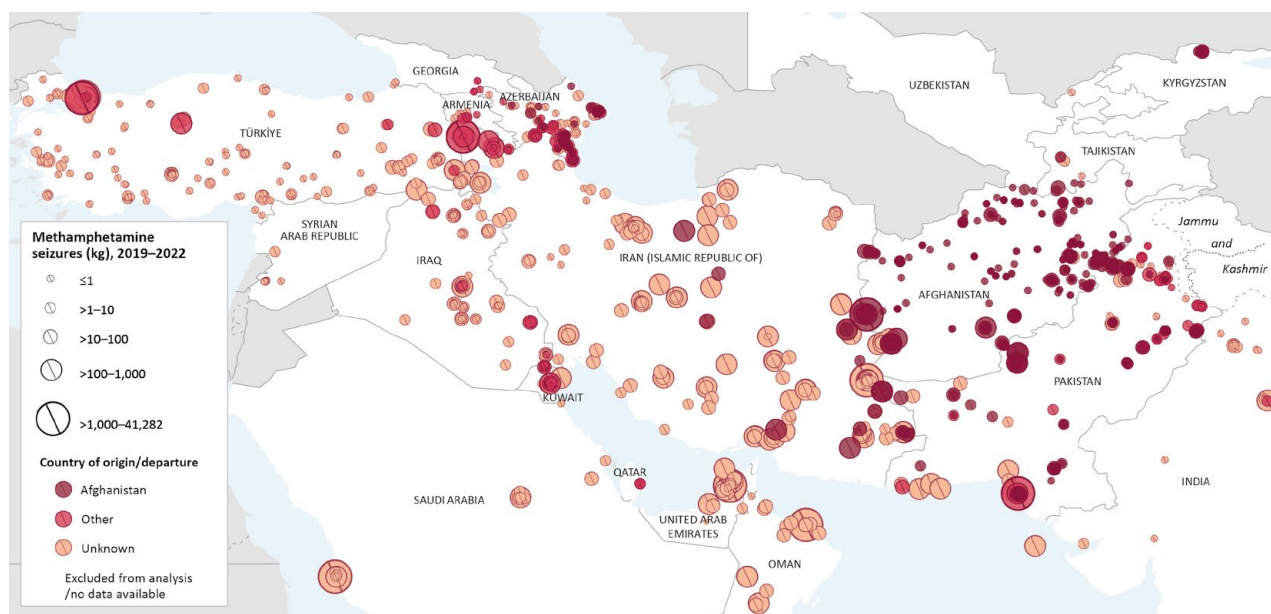 GEORGIA
UZBEKISTAN
KYRGYZSTAN
ARMENIA
AZERBAIJAN
TÜRKİYE
TAJIKISTAN
SYRIAN
ARAB REPUBLIC
Jammu
and
Kashmir
IRAQ
IRAN (ISLAMIC REPUBLIC OF)
AFGHANISTAN
PAKISTAN
KUWAIT
QATAR
SAUDI ARABIA
UNITED ARAB
EMIRATES
OMAN
INDIA
Methamphetamine
seizures (kg), 2019–2022
≤1
>1–10
>10–100
>100–1,000
>1,000–41,282
Country of origin/departure
Afghanistan
Other
Unknown
Excluded from analysis
/no data available